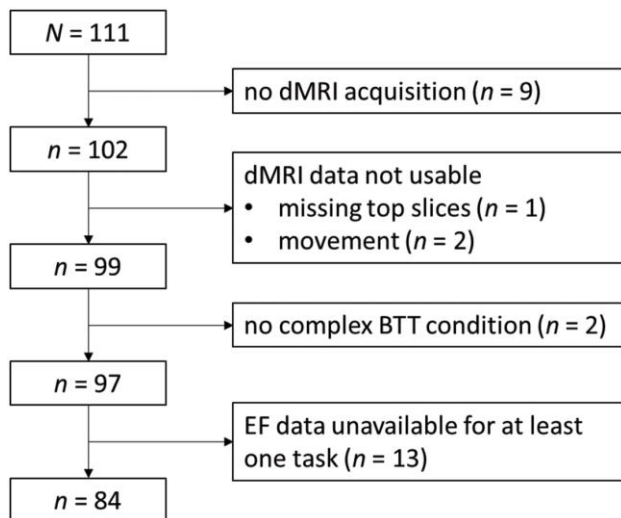 N = 111
no dMRI acquisition (n = 9)
n = 102
dMRI data not usable
• missing top slices (n = 1)
• movement (n = 2)
n = 99
no complex BTT condition (n = 2)
n = 97
EF data unavailable for at least
one task (n = 13)
n = 84